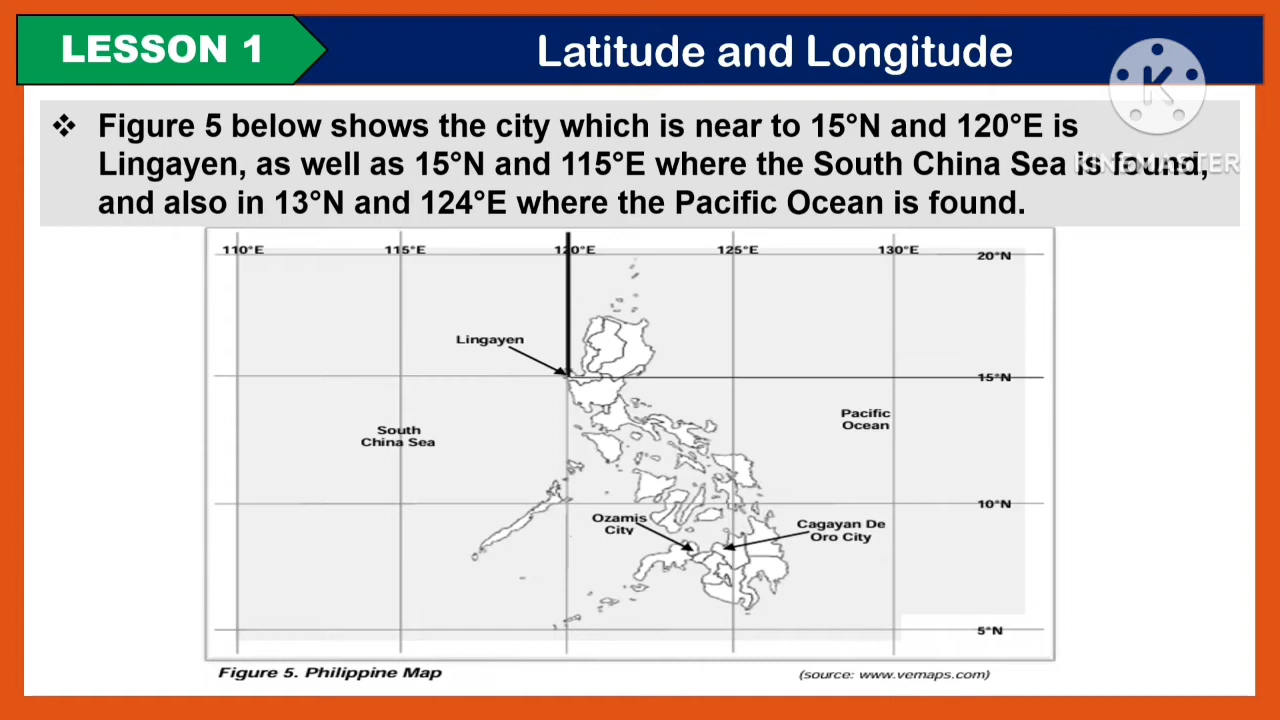 LESSON 1
Latitude and Longitude
K
KINEMASTER
❖ Figure 5 below shows the city which is near to 15°N and 120°E is
Lingayen, as well as 15°N and 115°E where the South China Sea is found,
and also in 13°N and 124°E where the Pacific Ocean is found.
110°E 115°E 120°E 125°E 130°E
20°N
Lingayen
15°N
Pacific
Ocean
South
China Sea
10°N
Ozamis
City
Cagayan De
Oro City
5°N
Figure 5. Philippine Map
(source: www.vemaps.com)